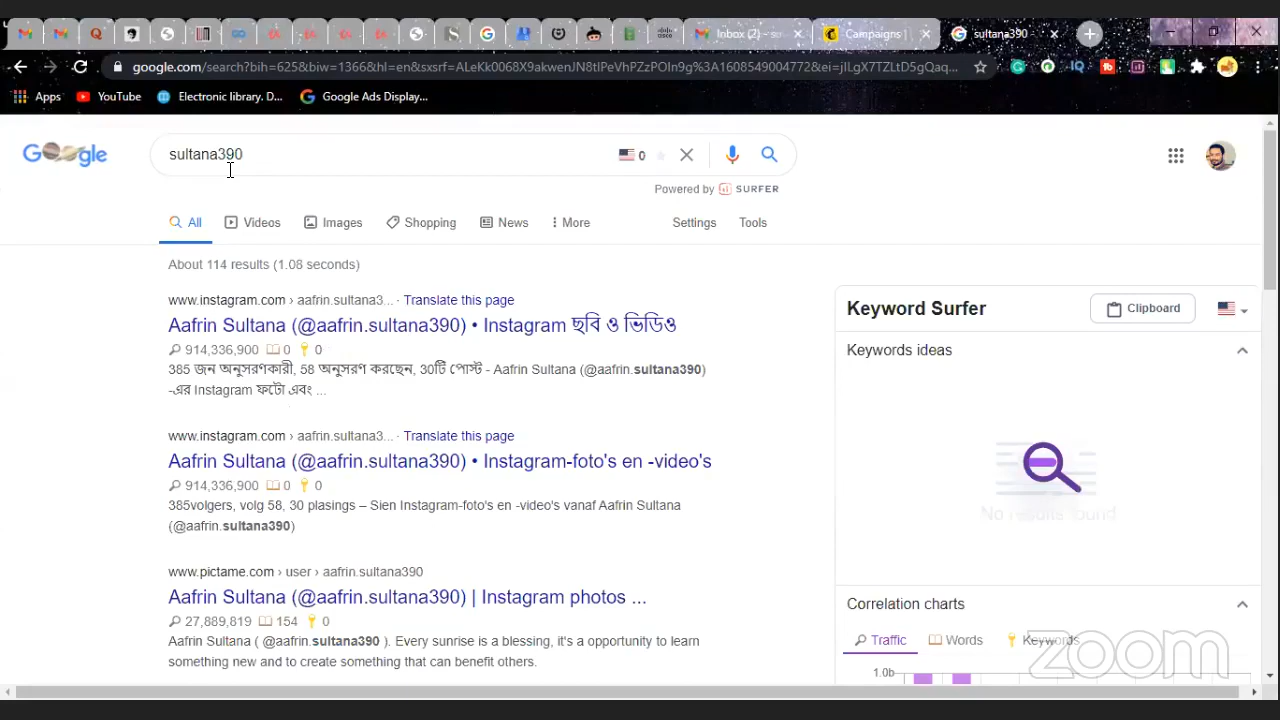 Inbox (2) - su
Campaigns
sultana390
google.com/search?bih=625&biw=1366&hl=en&sxsrf=ALeKk0068X9akwenJN8tIPeVhPZzPOIn9g%3A1608549004772&ei=jILgX7TZLtD5gQaq...
Apps
YouTube
Electronic library. D...
Google Ads Display...
Google
sultana390
0
Powered by SURFER
All
Videos
Images
Shopping
News
More
Settings
Tools
About 114 results (1.08 seconds)
www.instagram.com › aafrin.sultana3... · Translate this page
Aafrin Sultana (@aafrin.sultana390) • Instagram ছবি ও ভিডিও
914,336,900 0 0
385 জন অনুসরণকারী, 58 অনুসরণ করছেন, 30টি পোস্ট - Aafrin Sultana (@aafrin.sultana390)
-এর Instagram ফটো এবং ...
www.instagram.com › aafrin.sultana3... · Translate this page
Aafrin Sultana (@aafrin.sultana390) • Instagram-foto's en -video's
914,336,900 0 0
385volgers, volg 58, 30 plasings – Sien Instagram-foto's en -video's vanaf Aafrin Sultana
(@aafrin.sultana390)
www.pictame.com › user › aafrin.sultana390
Aafrin Sultana (@aafrin.sultana390) | Instagram photos ...
27,889,819 154 0
Aafrin Sultana ( @aafrin.sultana390 ). Every sunrise is a blessing, it's a opportunity to learn
something new and to create something that can benefit others.
Keyword Surfer
Clipboard
Keywords ideas
No results found
Correlation charts
Traffic
Words
Keywords
1.0b
zoom